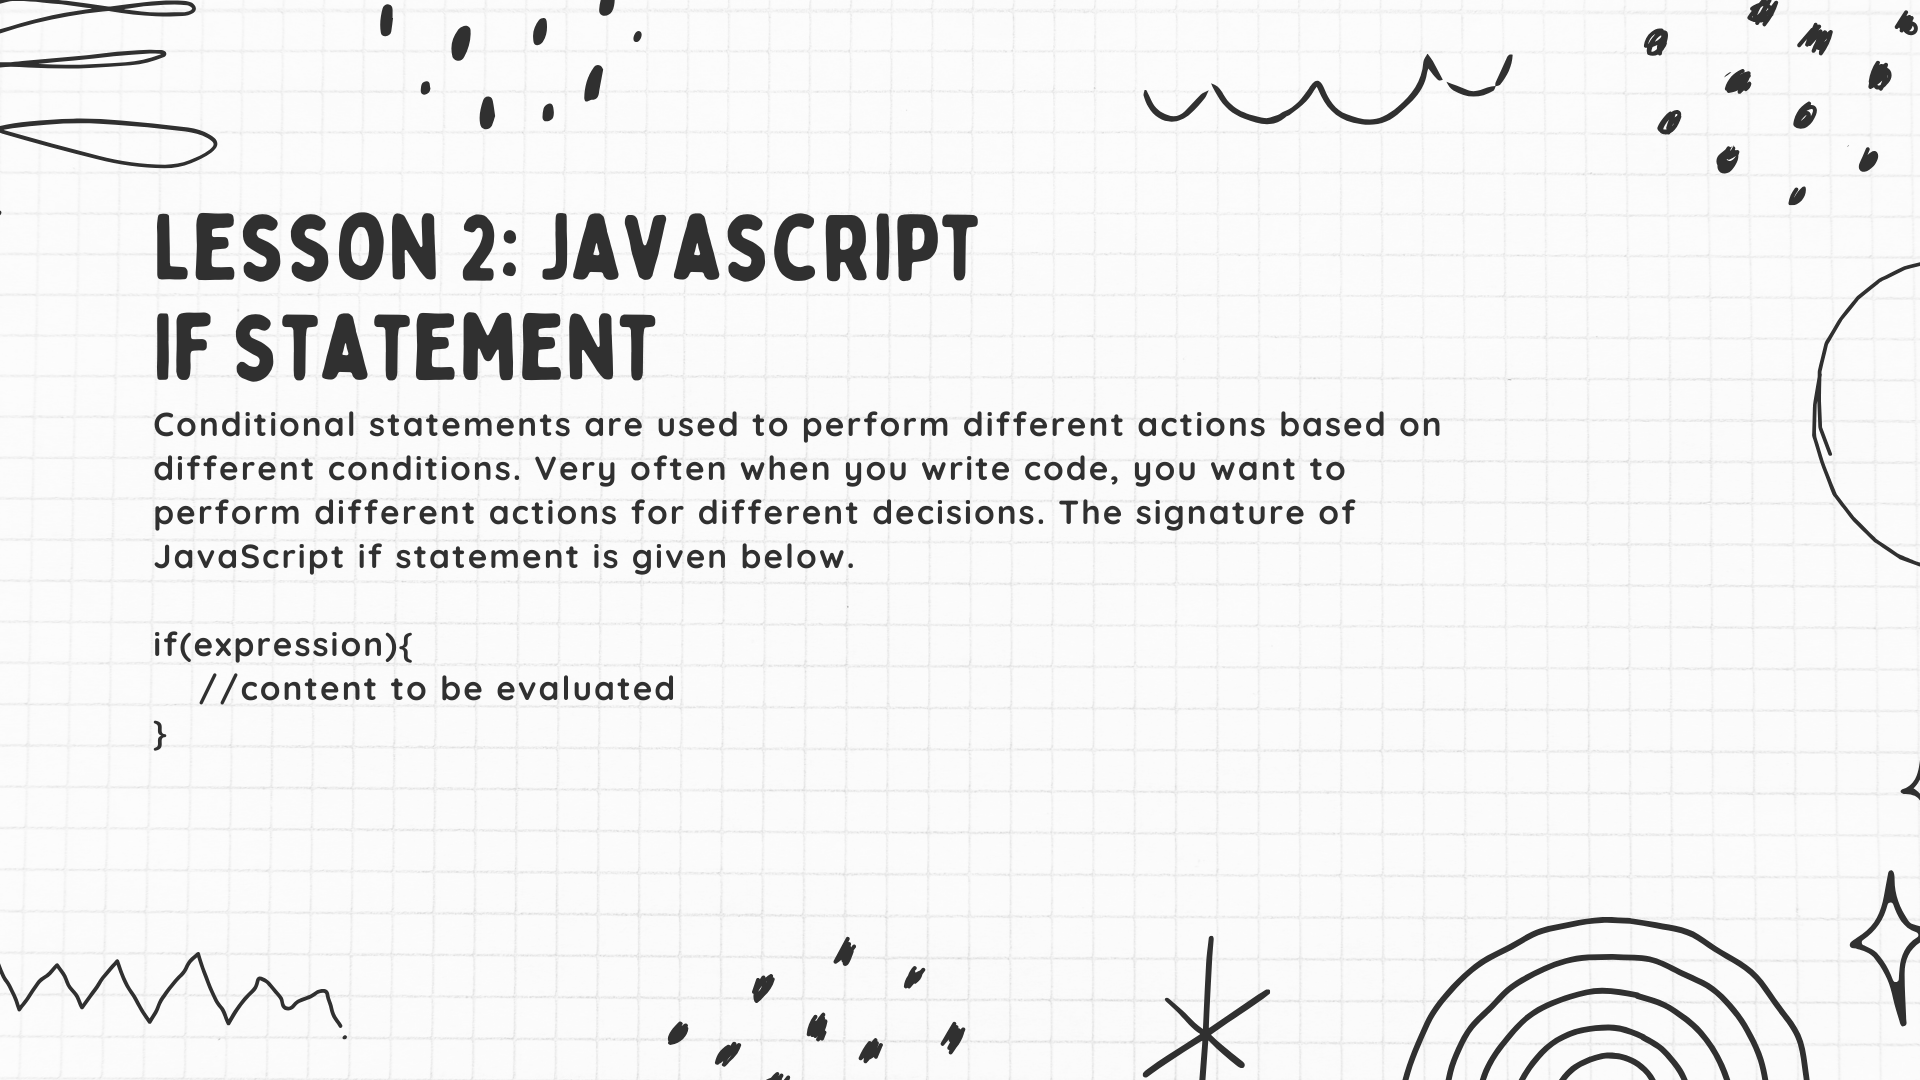 LESSON 2: JAVASCRIPT
IF STATEMENT
Conditional statements are used to perform different actions based on
different conditions. Very often when you write code, you want to
perform different actions for different decisions. The signature of
JavaScript if statement is given below.
if(expression){
//content to be evaluated
}